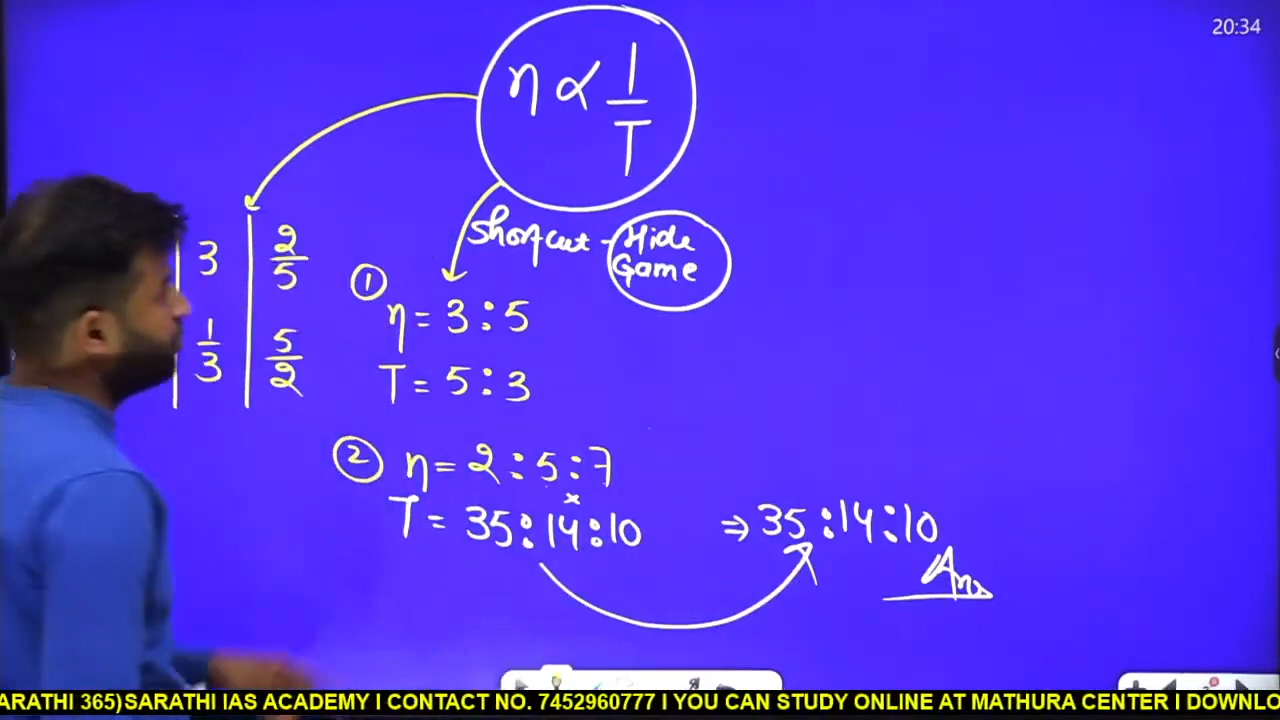 20:34
η ∝ 1/T
Shortcut - Hide
Game
3 | 2/5
1/3 | 5/2
① η = 3 : 5
T = 5 : 3
② η = 2 : 5 : 7
×
T = 35 : 14 : 10 ⇒ 35 : 14 : 10
Ans
ARATHI 365)SARATHI IAS ACADEMY I CONTACT NO. 7452960777 I YOU CAN STUDY ONLINE AT MATHURA CENTER I DOWNLO